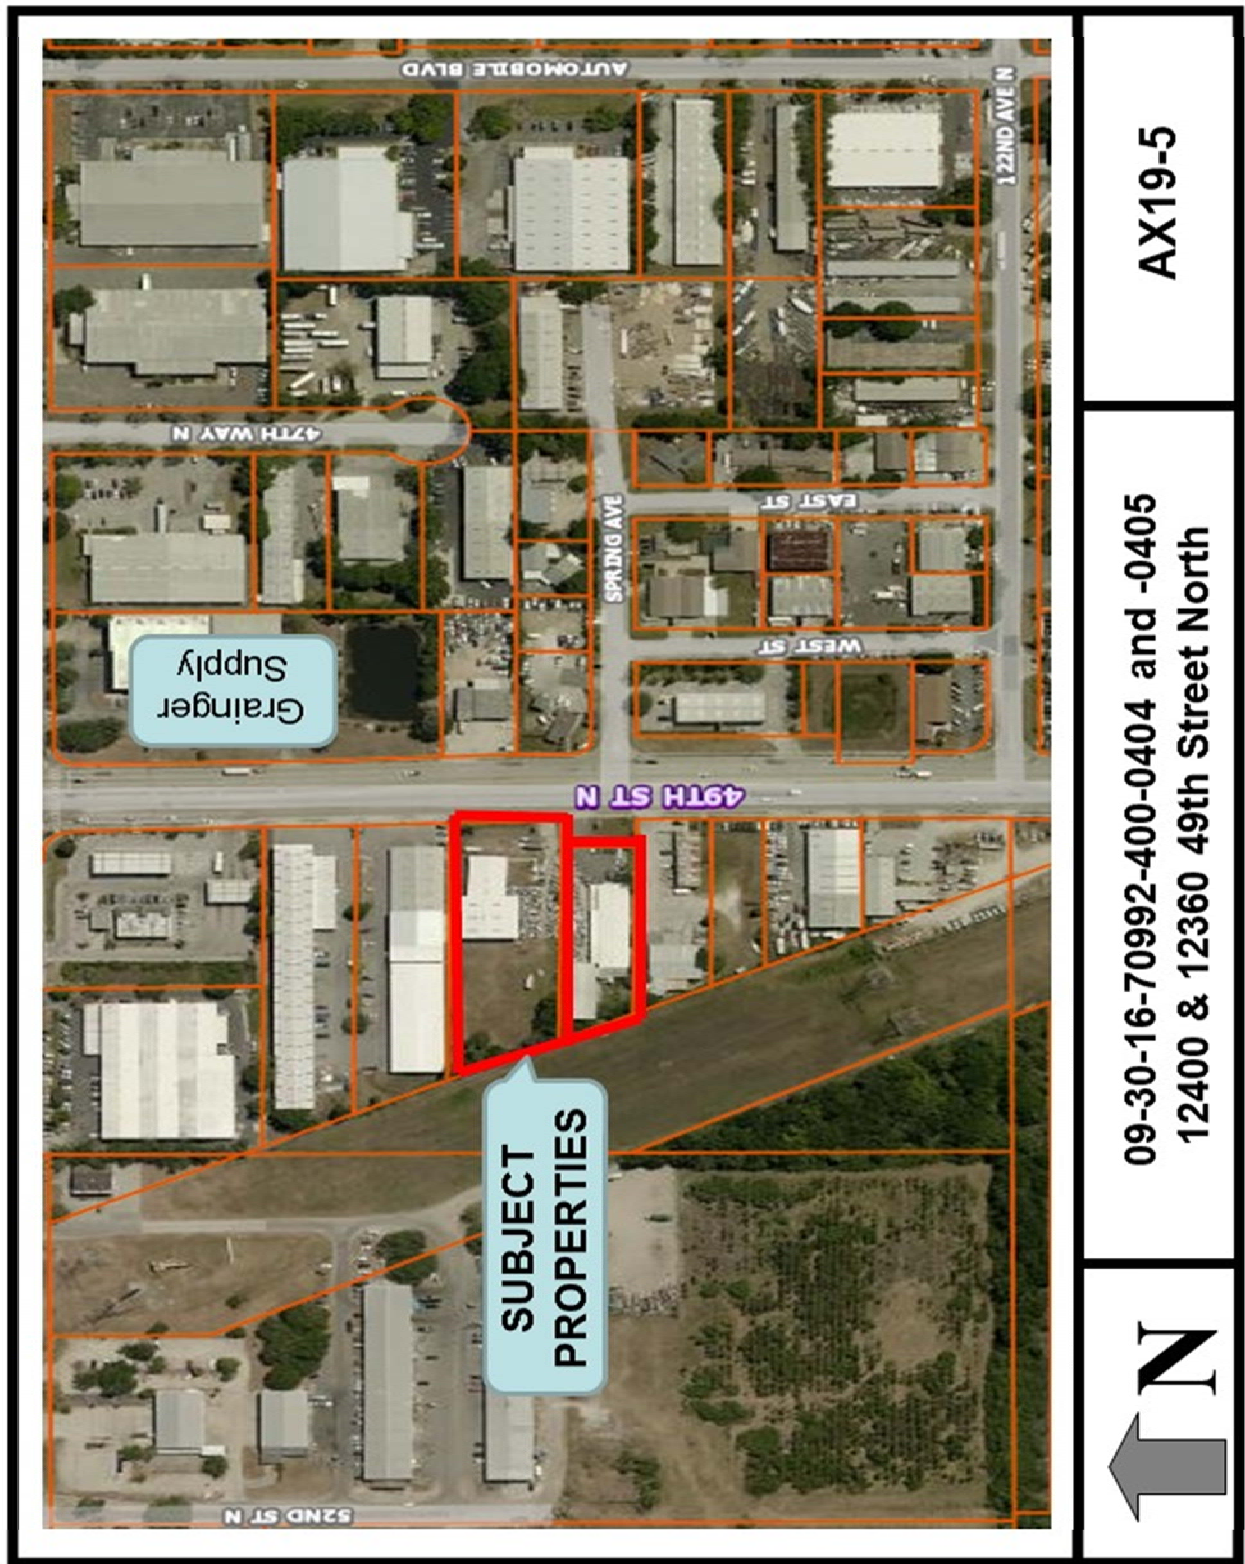 AUTOMOBILE BLVD
122ND AVE N
47TH WAY N
EAST ST
SPRING AVE
WEST ST
Grainger
Supply
49TH ST N
SUBJECT
PROPERTIES
52ND ST N
N
09-30-16-70992-400-0404 and -0405
12400 & 12360 49th Street North
AX19-5